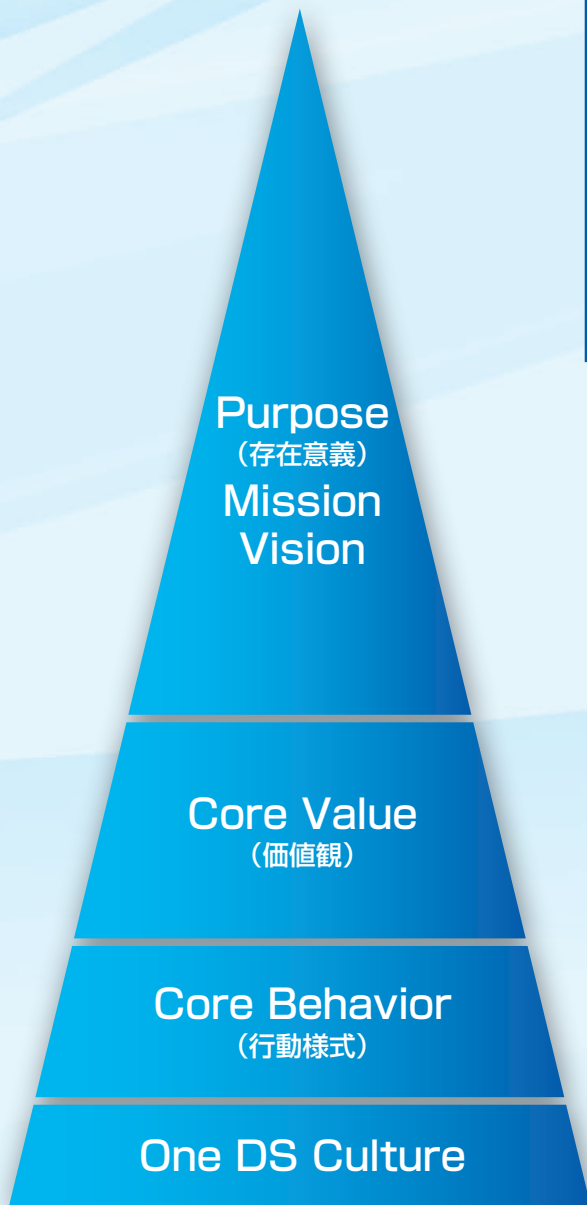 Purpose
（存在意義）
Mission
Vision
Core Value
（価値観）
Core Behavior
（行動様式）
One DS Culture